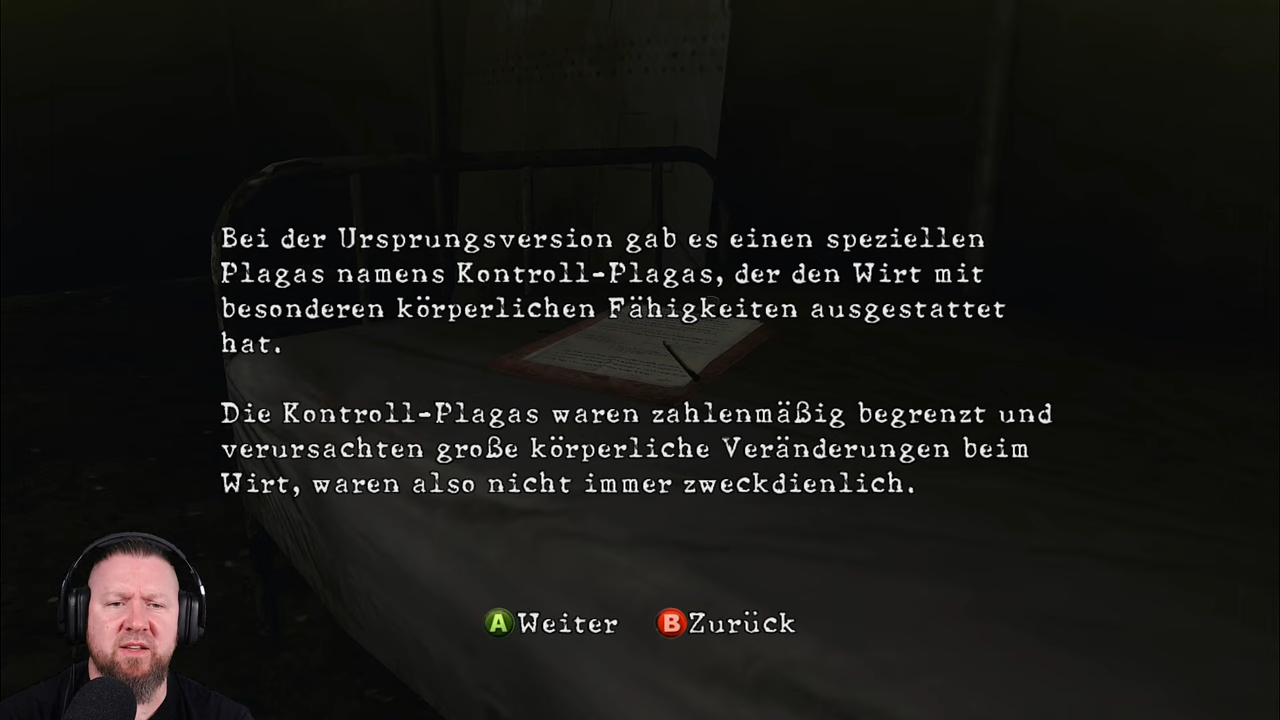 Bei der Ursprungsversion gab es einen speziellen
Plagas namens Kontroll-Plagas, der den Wirt mit
besonderen körperlichen Fähigkeiten ausgestattet
hat.
Die Kontroll-Plagas waren zahlenmäßig begrenzt und
verursachten große körperliche Veränderungen beim
Wirt, waren also nicht immer zweckdienlich.
A Weiter B Zurück